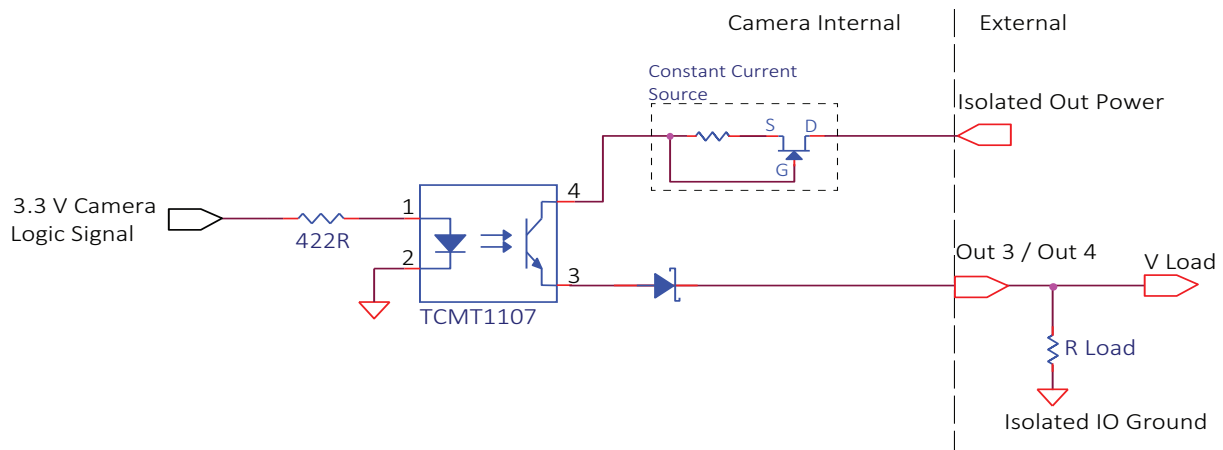 Camera Internal
External
Constant Current
Source
Isolated Out Power
S
D
G
4
3.3 V Camera
Logic Signal
1
422R
2
3
Out 3 / Out 4
V Load
TCMT1107
R Load
Isolated IO Ground